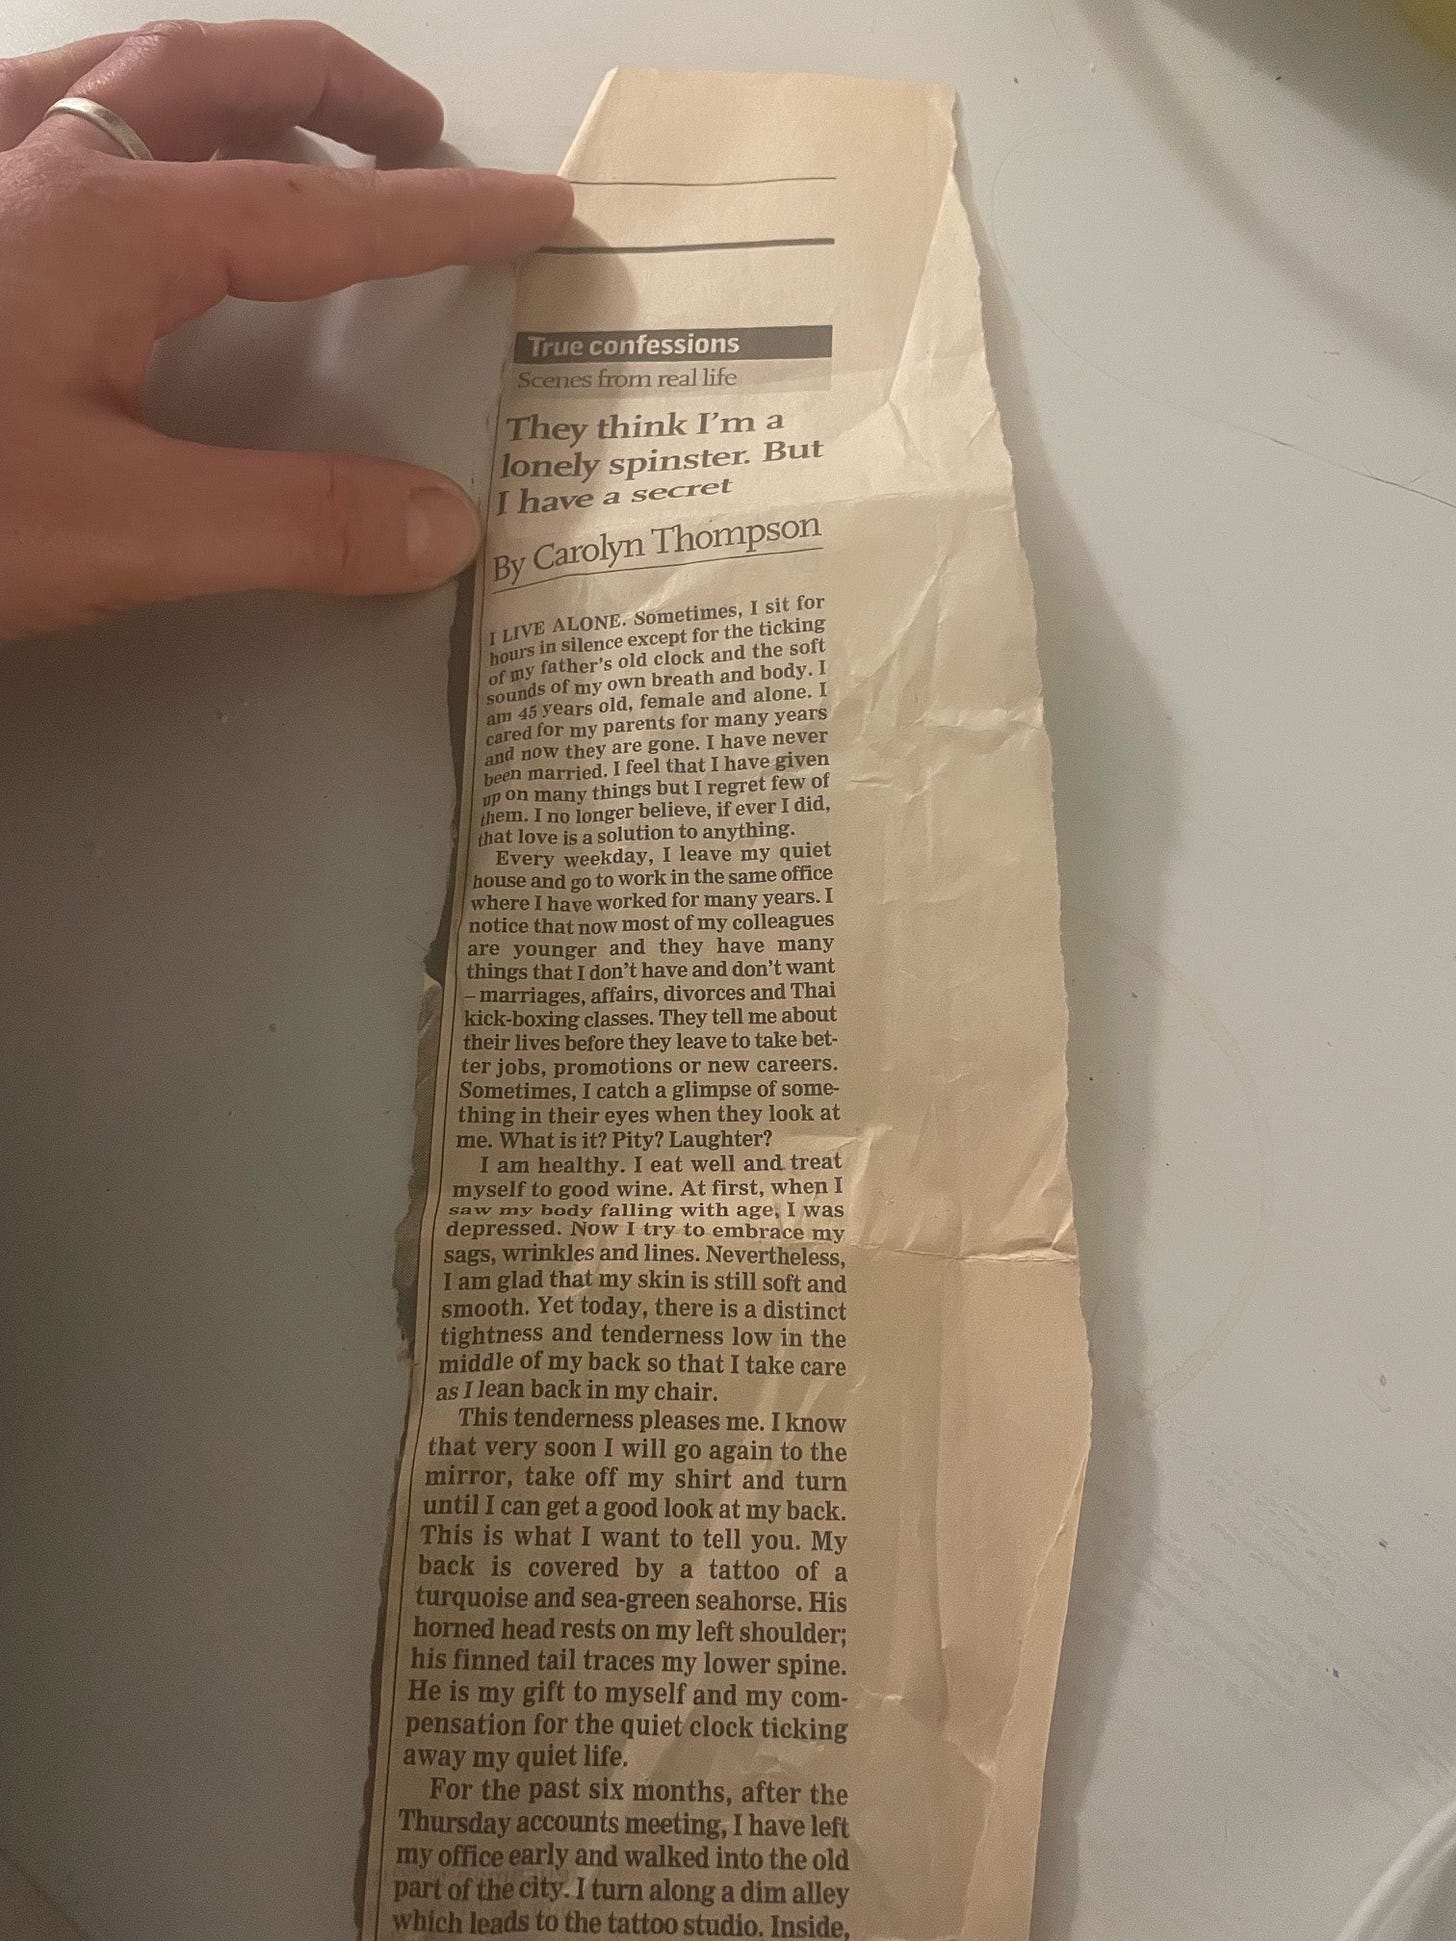 True confessions
Scenes from real life
They think I'm a
lonely spinster. But
I have a secret
By Carolyn Thompson
I LIVE ALONE. Sometimes, I sit for
hours in silence except for the ticking
of my father's old clock and the soft
sounds of my own breath and body. I
am 45 years old, female and alone. I
cared for my parents for many years
and now they are gone. I have never
been married. I feel that I have given
up on many things but I regret few of
them. I no longer believe, if ever I did,
that love is a solution to anything.
Every weekday, I leave my quiet
house and go to work in the same office
where I have worked for many years. I
notice that now most of my colleagues
are younger and they have many
things that I don't have and don't want
– marriages, affairs, divorces and Thai
kick-boxing classes. They tell me about
their lives before they leave to take bet-
ter jobs, promotions or new careers.
Sometimes, I catch a glimpse of some-
thing in their eyes when they look at
me. What is it? Pity? Laughter?
I am healthy. I eat well and treat
myself to good wine. At first, when I
saw my body falling with age, I was
depressed. Now I try to embrace my
sags, wrinkles and lines. Nevertheless,
I am glad that my skin is still soft and
smooth. Yet today, there is a distinct
tightness and tenderness low in the
middle of my back so that I take care
as I lean back in my chair.
This tenderness pleases me. I know
that very soon I will go again to the
mirror, take off my shirt and turn
until I can get a good look at my back.
This is what I want to tell you. My
back is covered by a tattoo of a
turquoise and sea-green seahorse. His
horned head rests on my left shoulder;
his finned tail traces my lower spine.
He is my gift to myself and my com-
pensation for the quiet clock ticking
away my quiet life.
For the past six months, after the
Thursday accounts meeting, I have left
my office early and walked into the old
part of the city. I turn along a dim alley
which leads to the tattoo studio. Inside,